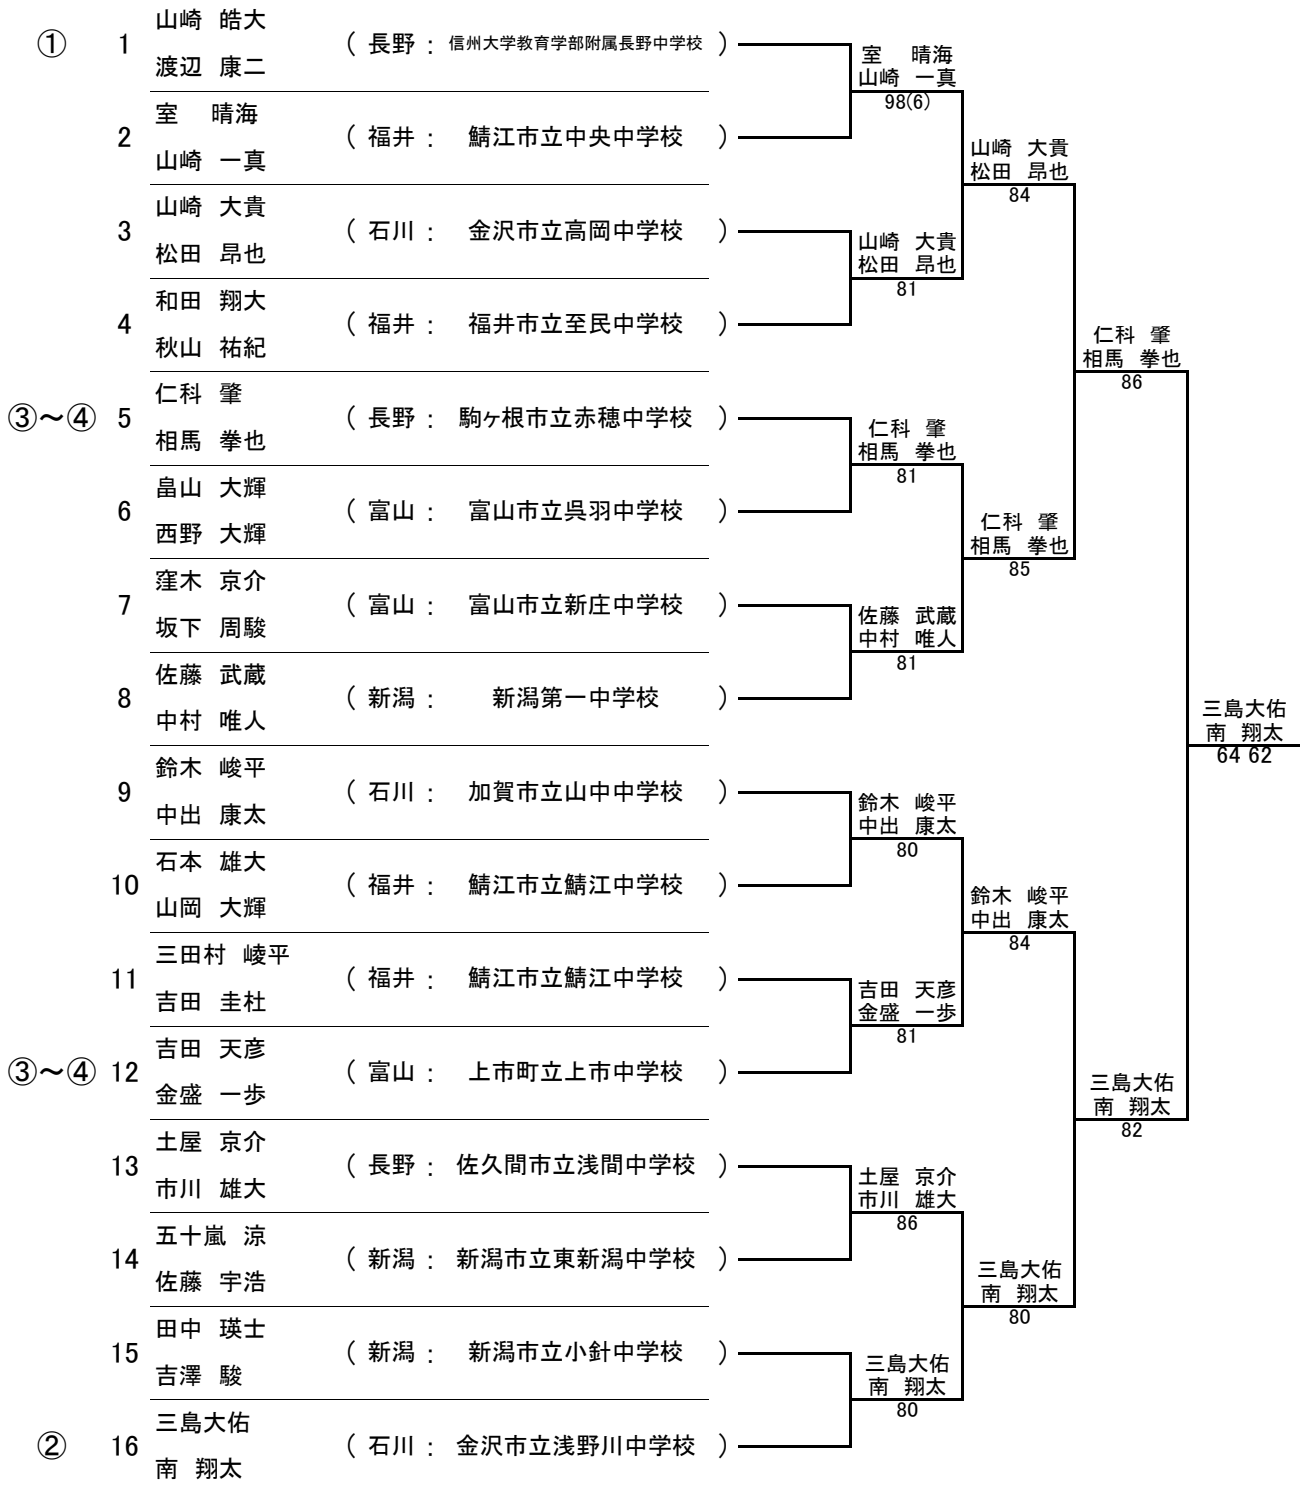 ① 1 山崎 皓大
渡辺 康二
( 長野 : 信州大学教育学部附属長野中学校 )
2 室 晴海
山崎 一真
( 福井 : 鯖江市立中央中学校 )
3 山崎 大貴
松田 昂也
( 石川 : 金沢市立高岡中学校 )
4 和田 翔大
秋山 祐紀
( 福井 : 福井市立至民中学校 )
③～④ 5 仁科 肇
相馬 拳也
( 長野 : 駒ヶ根市立赤穂中学校 )
6 畠山 大輝
西野 大輝
( 富山 : 富山市立呉羽中学校 )
7 窪木 京介
坂下 周駿
( 富山 : 富山市立新庄中学校 )
8 佐藤 武蔵
中村 唯人
( 新潟 : 新潟第一中学校 )
9 鈴木 峻平
中出 康太
( 石川 : 加賀市立山中中学校 )
10 石本 雄大
山岡 大輝
( 福井 : 鯖江市立鯖江中学校 )
11 三田村 崚平
吉田 圭杜
( 福井 : 鯖江市立鯖江中学校 )
③～④ 12 吉田 天彦
金盛 一歩
( 富山 : 上市町立上市中学校 )
13 土屋 京介
市川 雄大
( 長野 : 佐久間市立浅間中学校 )
14 五十嵐 涼
佐藤 宇浩
( 新潟 : 新潟市立東新潟中学校 )
15 田中 瑛士
吉澤 駿
( 新潟 : 新潟市立小針中学校 )
② 16 三島大佑
南 翔太
( 石川 : 金沢市立浅野川中学校 )
室 晴海
山崎 一真
98(6)
山崎 大貴
松田 昂也
81
仁科 肇
相馬 拳也
81
佐藤 武蔵
中村 唯人
81
鈴木 峻平
中出 康太
80
吉田 天彦
金盛 一歩
81
土屋 京介
市川 雄大
86
三島大佑
南 翔太
80
山崎 大貴
松田 昂也
84
仁科 肇
相馬 拳也
85
鈴木 峻平
中出 康太
84
三島大佑
南 翔太
80
仁科 肇
相馬 拳也
86
三島大佑
南 翔太
82
三島大佑
南 翔太
64 62